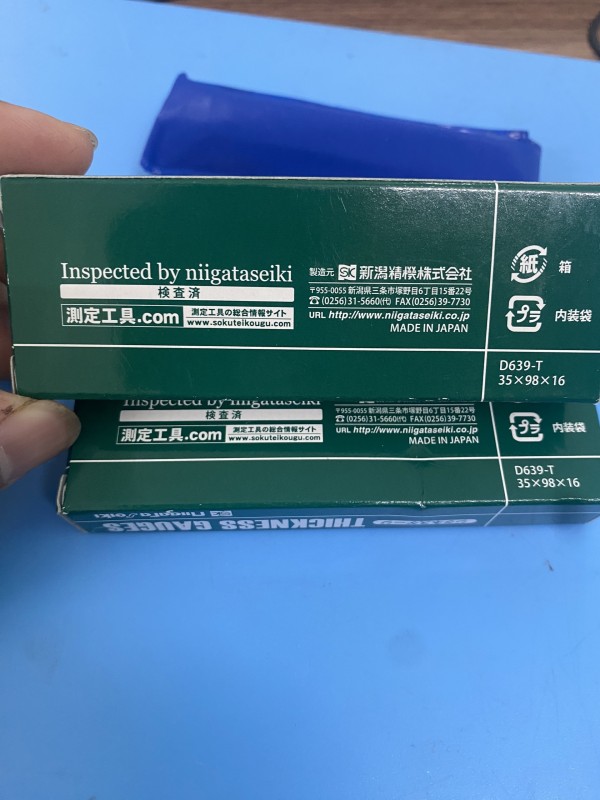 Inspected by niigataseiki
検査済
測定工具.com
測定工具の総合情報サイト
www.sokuteikougu.com
製造元 SK 新潟精機株式会社
〒955-0055 新潟県三条市塚野目6丁目15番22号
☎(0256)31-5660(代) FAX(0256)39-7730
URL http://www.niigataseiki.co.jp
MADE IN JAPAN
紙 箱
プラ 内装袋
D639-T
35×98×16
Inspected by niigataseiki
検査済
測定工具.com
測定工具の総合情報サイト
www.sokuteikougu.com
〒955-0055 新潟県三条市塚野目6丁目15番22号
☎(0256)31-5660(代) FAX(0256)39-7730
URL http://www.niigataseiki.co.jp
MADE IN JAPAN
プラ 内装袋
D639-T
35×98×16
THICKNESS GAUGES
SK Niigata Seiki